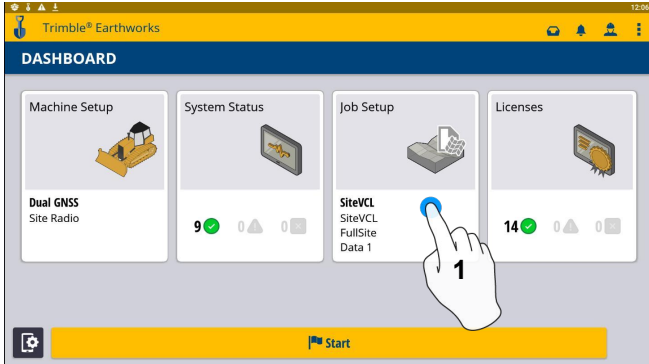 12:06
Trimble® Earthworks
DASHBOARD
Machine Setup
Dual GNSS
Site Radio
System Status
9 0 0
Job Setup
SiteVCL
SiteVCL
FullSite
Data 1
1
Licenses
14 0 0
Start